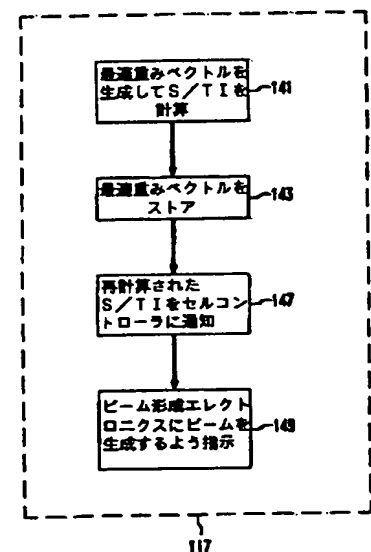 最適重みベクトルを
生成してS/TIを
計算
141
最適重みベクトルを
ストア
143
再計算された
S/TIをセルコン
トローラに通知
147
ビーム形成エレクト
ロニクスにビームを
生成するよう指示
149
117